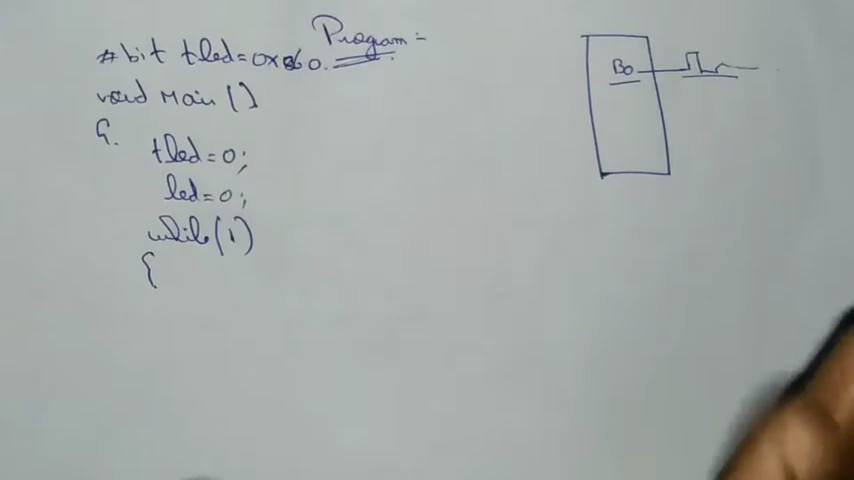 Program:-
#bit tled=0x860.
void Main ()
{
tled=0;
led=0;
while(1)
{
B0